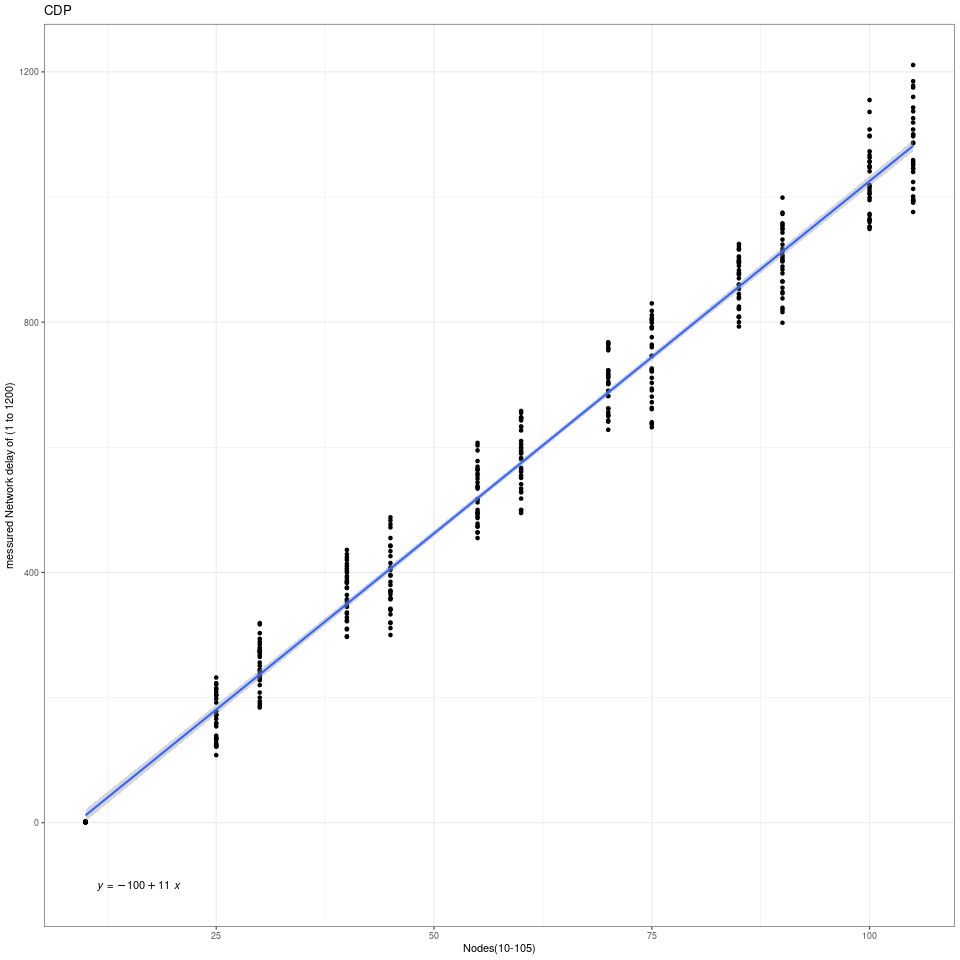 CDP
1200
800
400
0
messured Network delay of (1 to 1200)
y = −100 + 11 x
25 50 75 100
Nodes(10-105)